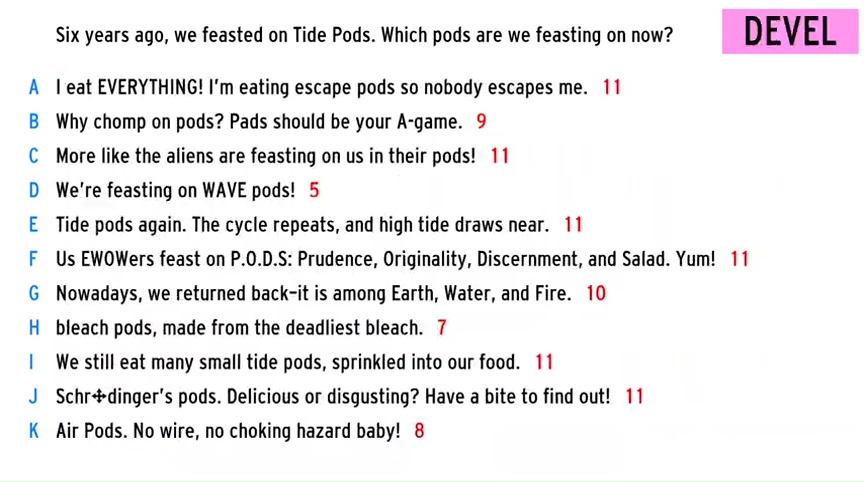 Six years ago, we feasted on Tide Pods. Which pods are we feasting on now?
DEVEL
A I eat EVERYTHING! I'm eating escape pods so nobody escapes me. 11
B Why chomp on pods? Pads should be your A-game. 9
C More like the aliens are feasting on us in their pods! 11
D We're feasting on WAVE pods! 5
E Tide pods again. The cycle repeats, and high tide draws near. 11
F Us EWOWers feast on P.O.D.S: Prudence, Originality, Discernment, and Salad. Yum! 11
G Nowadays, we returned back–it is among Earth, Water, and Fire. 10
H bleach pods, made from the deadliest bleach. 7
I We still eat many small tide pods, sprinkled into our food. 11
J Schr✣dinger's pods. Delicious or disgusting? Have a bite to find out! 11
K Air Pods. No wire, no choking hazard baby! 8